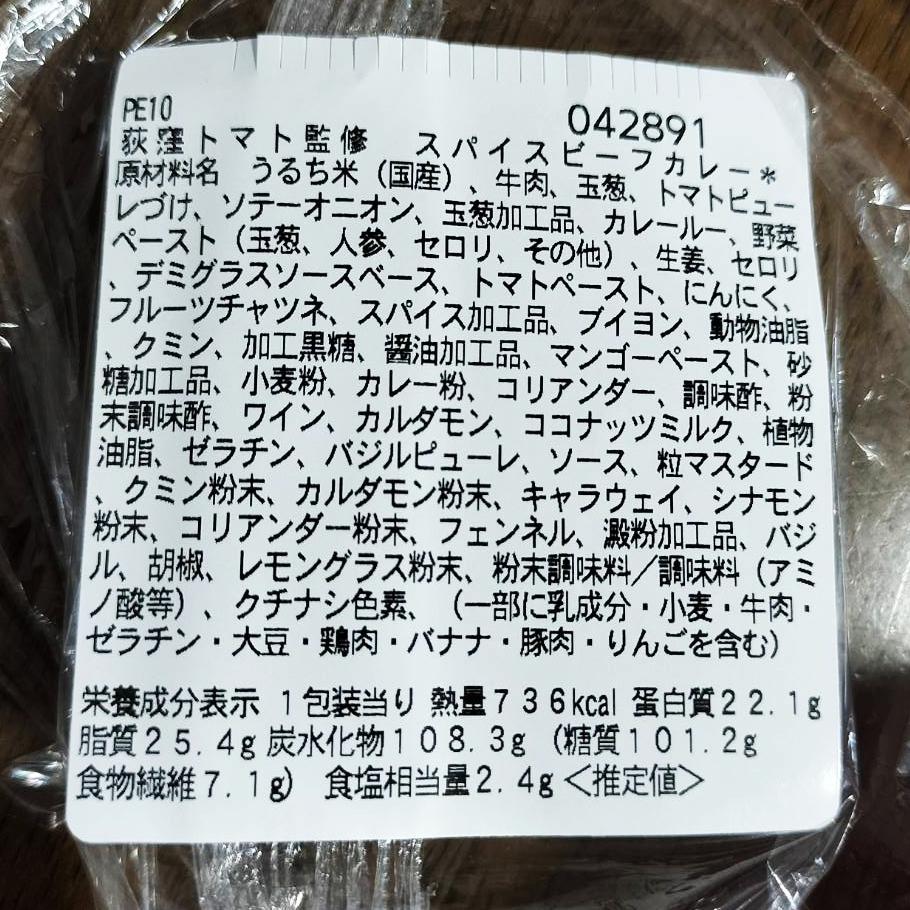 PE10
042891
荻窪トマト監修 スパイスビーフカレー*
原材料名 うるち米(国産)、牛肉、玉葱、トマトピュー
レづけ、ソテーオニオン、玉葱加工品、カレールー、野菜
ペースト(玉葱、人参、セロリ、その他)、生姜、セロリ
、デミグラスソースベース、トマトペースト、にんにく、
フルーツチャツネ、スパイス加工品、ブイヨン、動物油脂
、クミン、加工黒糖、醤油加工品、マンゴーペースト、砂
糖加工品、小麦粉、カレー粉、コリアンダー、調味酢、粉
末調味酢、ワイン、カルダモン、ココナッツミルク、植物
油脂、ゼラチン、バジルピューレ、ソース、粒マスタード
、クミン粉末、カルダモン粉末、キャラウェイ、シナモン
粉末、コリアンダー粉末、フェンネル、澱粉加工品、バジ
ル、胡椒、レモングラス粉末、粉末調味料/調味料(アミ
ノ酸等)、クチナシ色素、(一部に乳成分・小麦・牛肉・
ゼラチン・大豆・鶏肉・バナナ・豚肉・りんごを含む)
栄養成分表示 1包装当り 熱量736kcal 蛋白質22.1g
脂質25.4g 炭水化物108.3g (糖質101.2g
食物繊維7.1g) 食塩相当量2.4g <推定値>